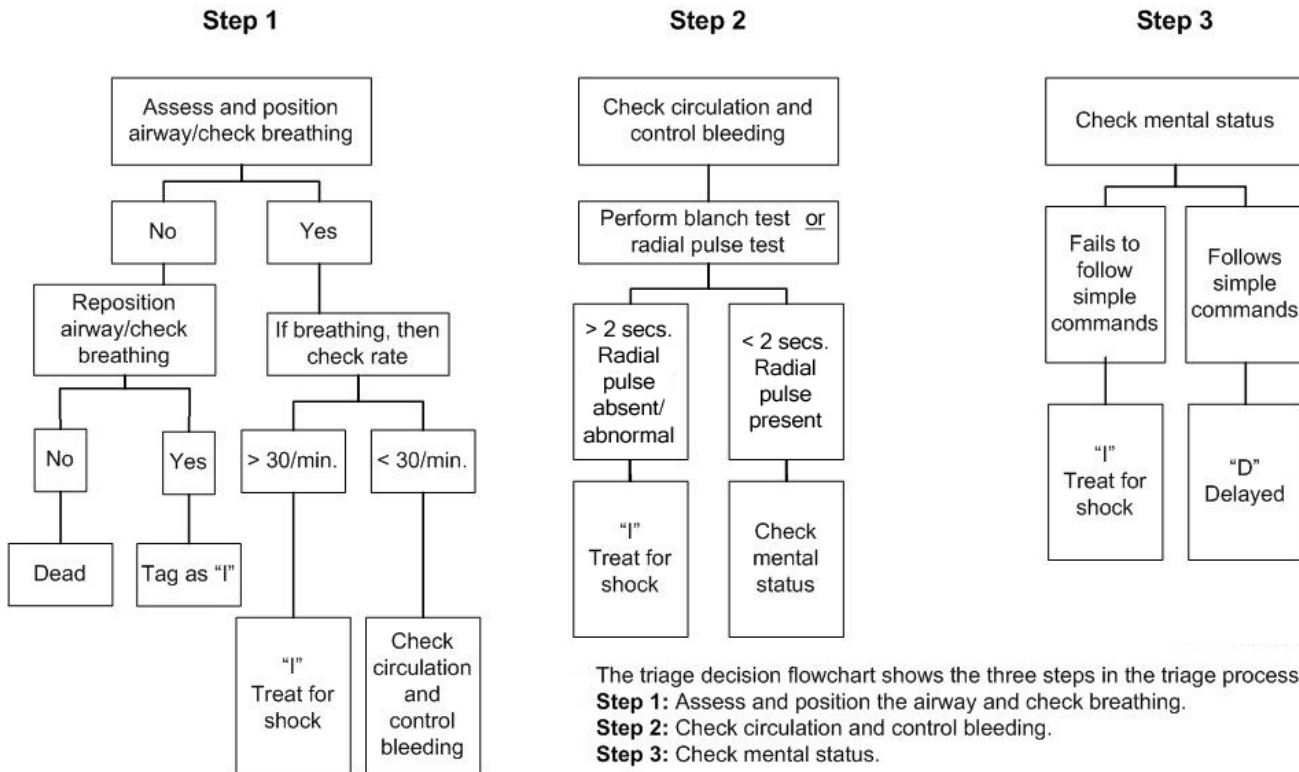 Step 1
Assess and position
airway/check breathing
No
Yes
Reposition
airway/check
breathing
If breathing, then
check rate
No
Yes
> 30/min.
< 30/min.
Dead
Tag as “I”
“I”
Treat for
shock
Check
circulation
and
control
bleeding
Step 2
Check circulation and
control bleeding
Perform blanch test or
radial pulse test
> 2 secs.
Radial
pulse
absent/
abnormal
< 2 secs.
Radial
pulse
present
“I”
Treat for
shock
Check
mental
status
Step 3
Check mental status
Fails to
follow
simple
commands
Follows
simple
commands
“I”
Treat for
shock
“D”
Delayed
The triage decision flowchart shows the three steps in the triage process
Step 1: Assess and position the airway and check breathing.
Step 2: Check circulation and control bleeding.
Step 3: Check mental status.